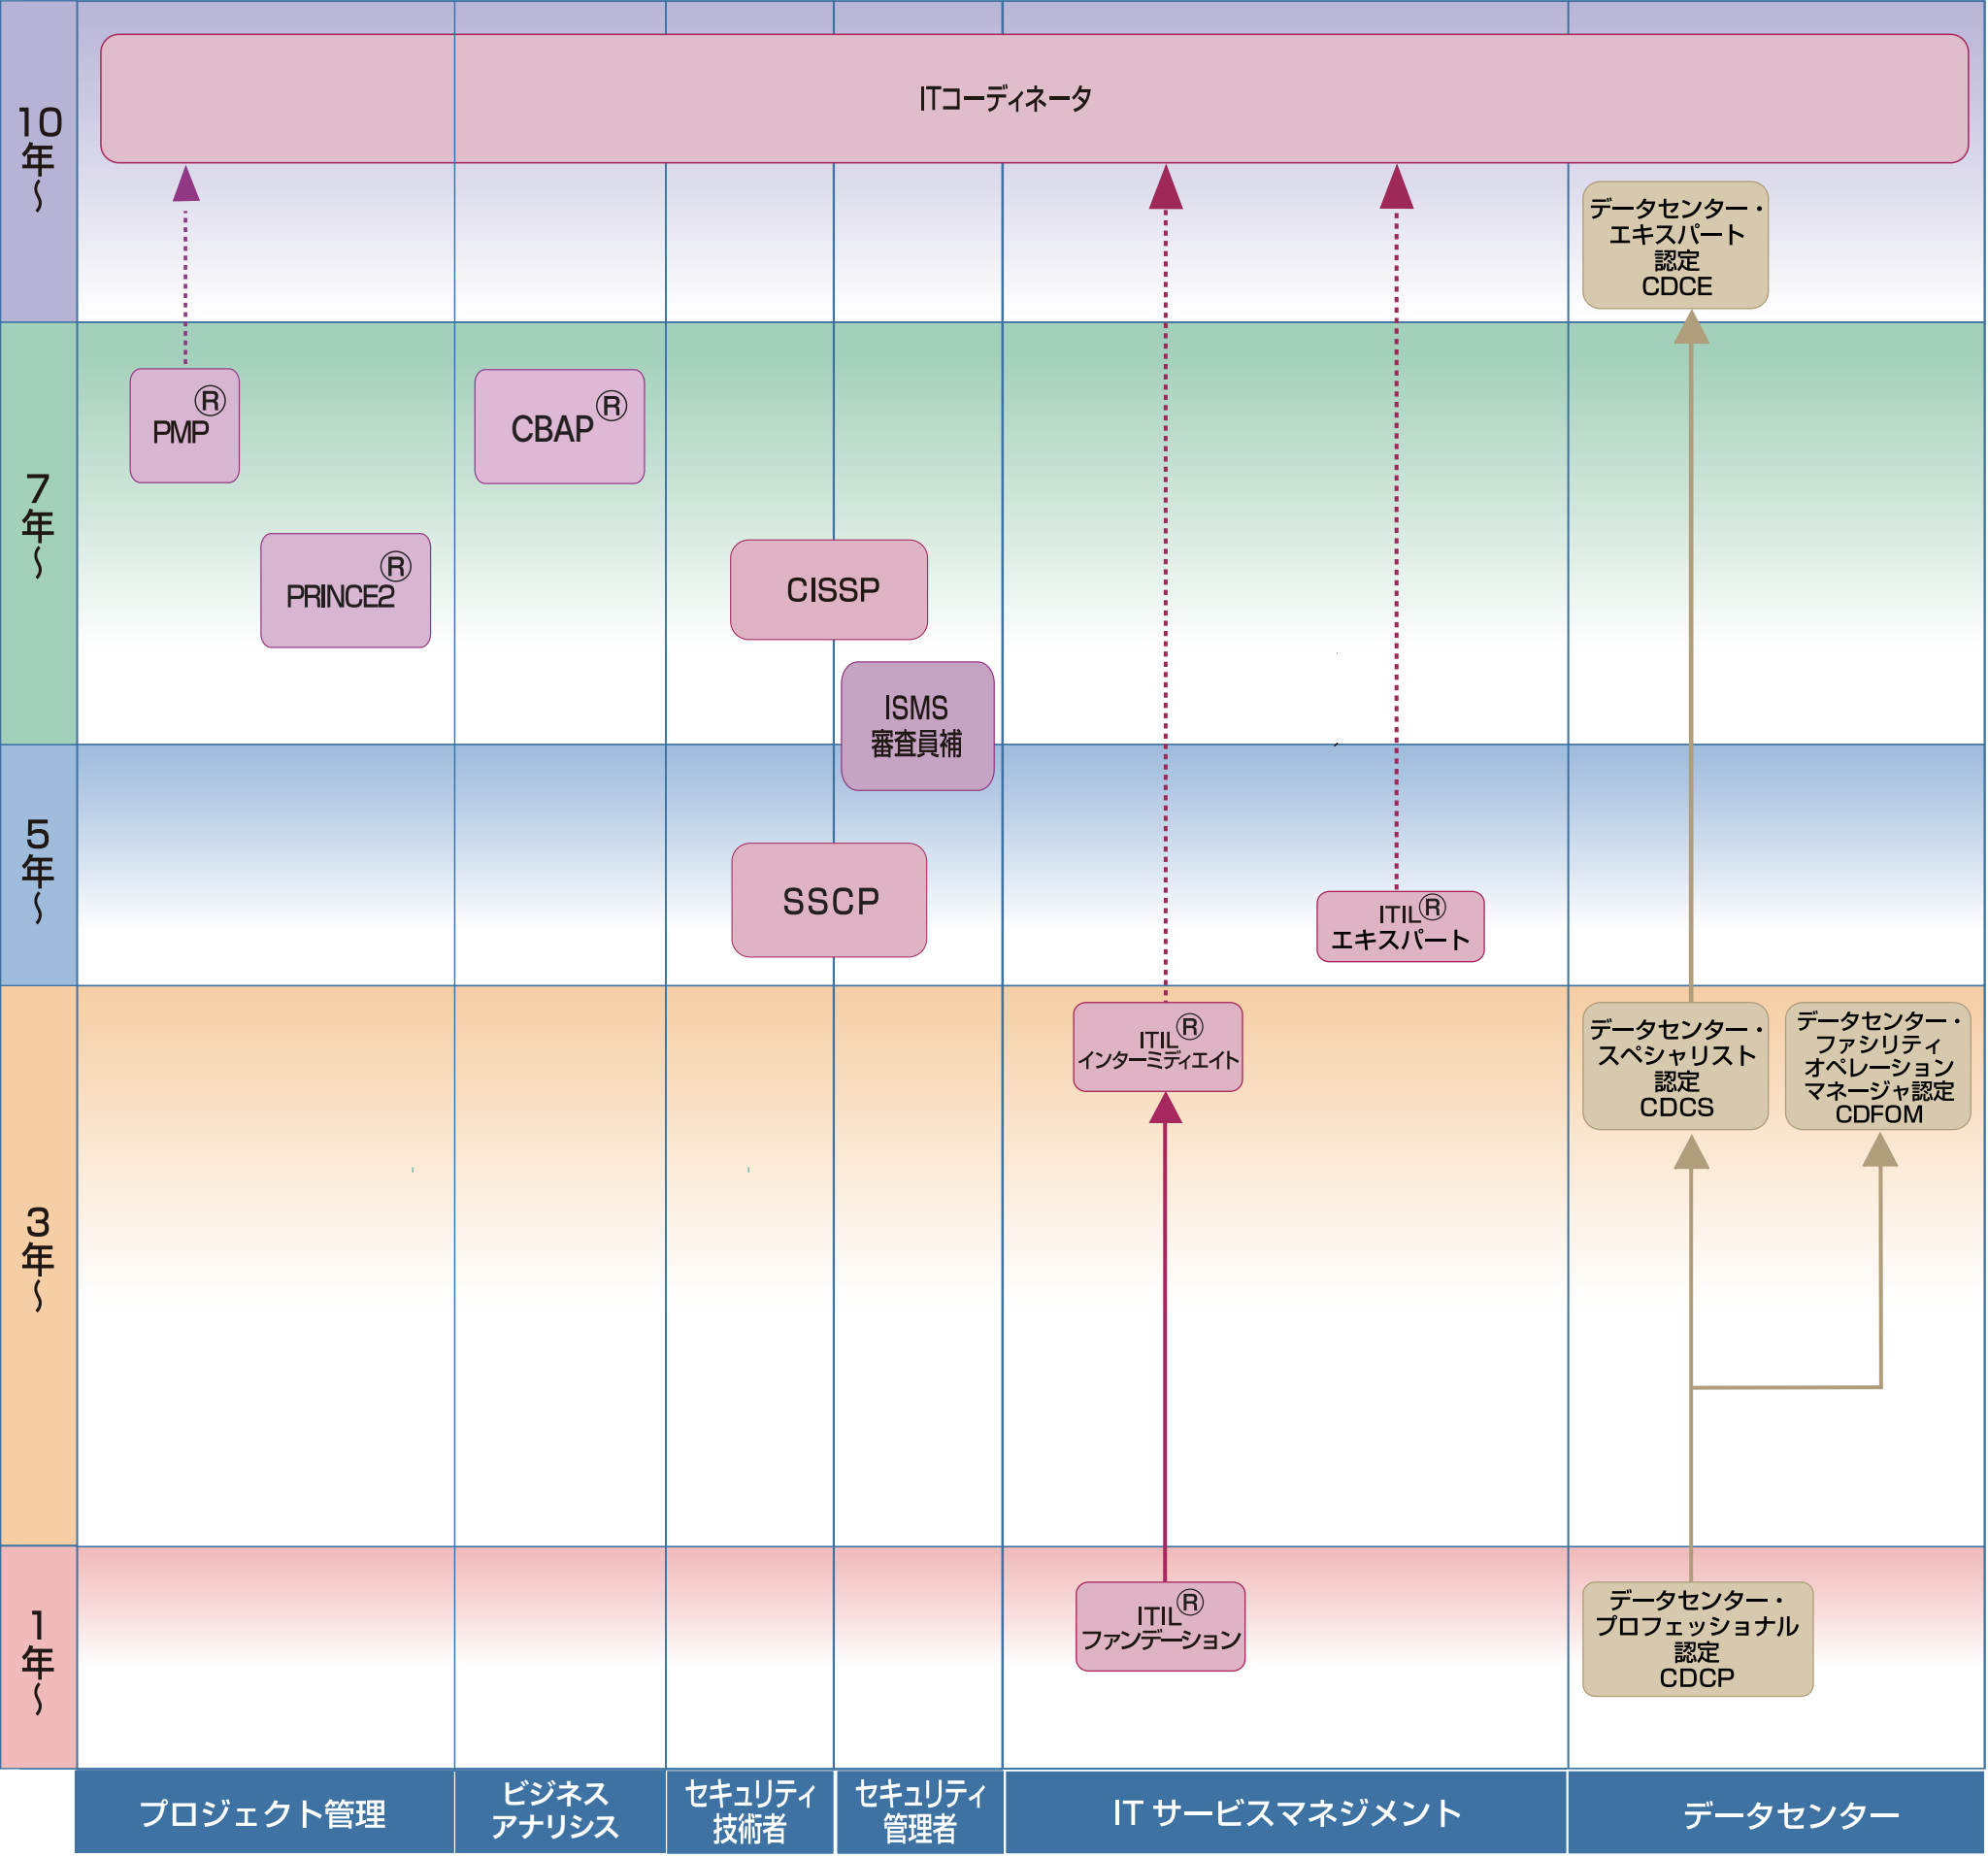 10年〜
ITコーディネータ
データセンター・
エキスパート
認定
CDCE
7年〜
PMP®
CBAP®
PRINCE2®
CISSP
ISMS
審査員補
5年〜
SSCP
ITIL®
エキスパート
3年〜
ITIL®
インターミディエイト
データセンター・
スペシャリスト
認定
CDCS
データセンター・
ファシリティ
オペレーション
マネージャ認定
CDFOM
1年〜
ITIL®
ファンデーション
データセンター・
プロフェッショナル
認定
CDCP
プロジェクト管理
ビジネス
アナリシス
セキュリティ
技術者
セキュリティ
管理者
IT サービスマネジメント
データセンター